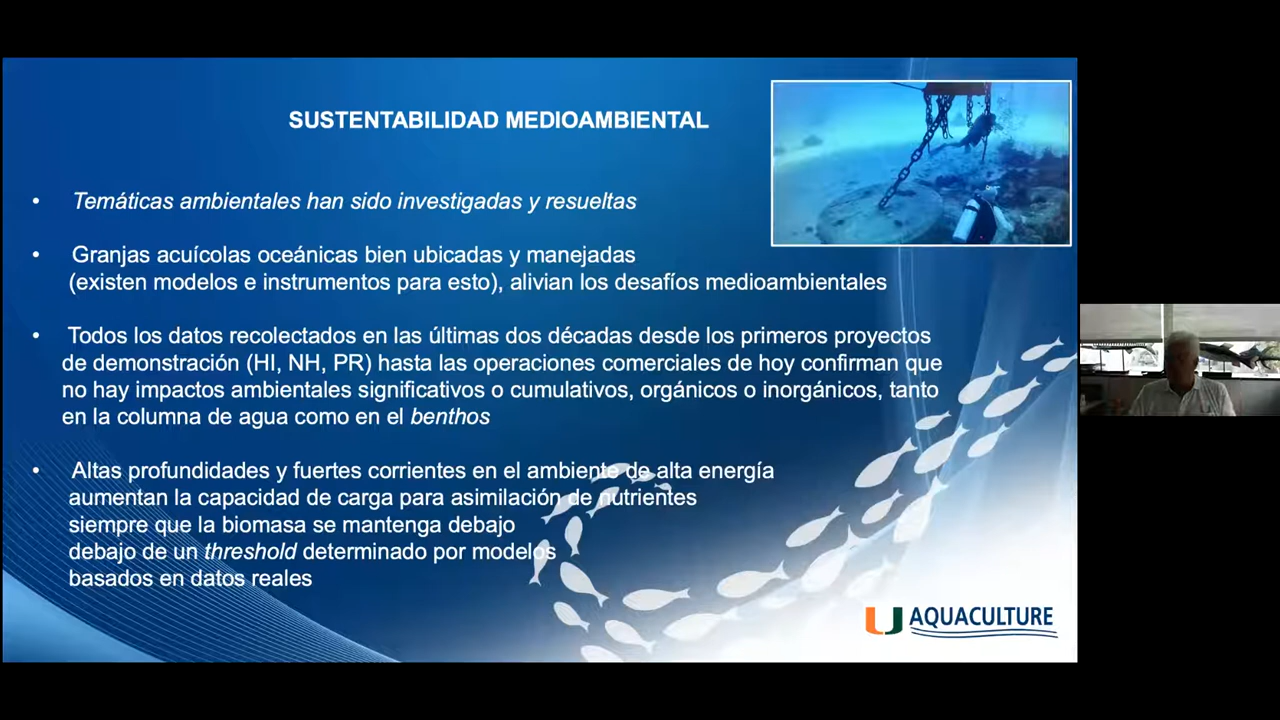 SUSTENTABILIDAD MEDIOAMBIENTAL
• Temáticas ambientales han sido investigadas y resueltas
• Granjas acuícolas oceánicas bien ubicadas y manejadas
(existen modelos e instrumentos para esto), alivian los desafíos medioambientales
• Todos los datos recolectados en las últimas dos décadas desde los primeros proyectos
de demonstración (HI, NH, PR) hasta las operaciones comerciales de hoy confirman que
no hay impactos ambientales significativos o cumulativos, orgánicos o inorgánicos, tanto
en la columna de agua como en el benthos
• Altas profundidades y fuertes corrientes en el ambiente de alta energía
aumentan la capacidad de carga para asimilación de nutrientes
siempre que la biomasa se mantenga debajo
debajo de un threshold determinado por modelos
basados en datos reales
U AQUACULTURE